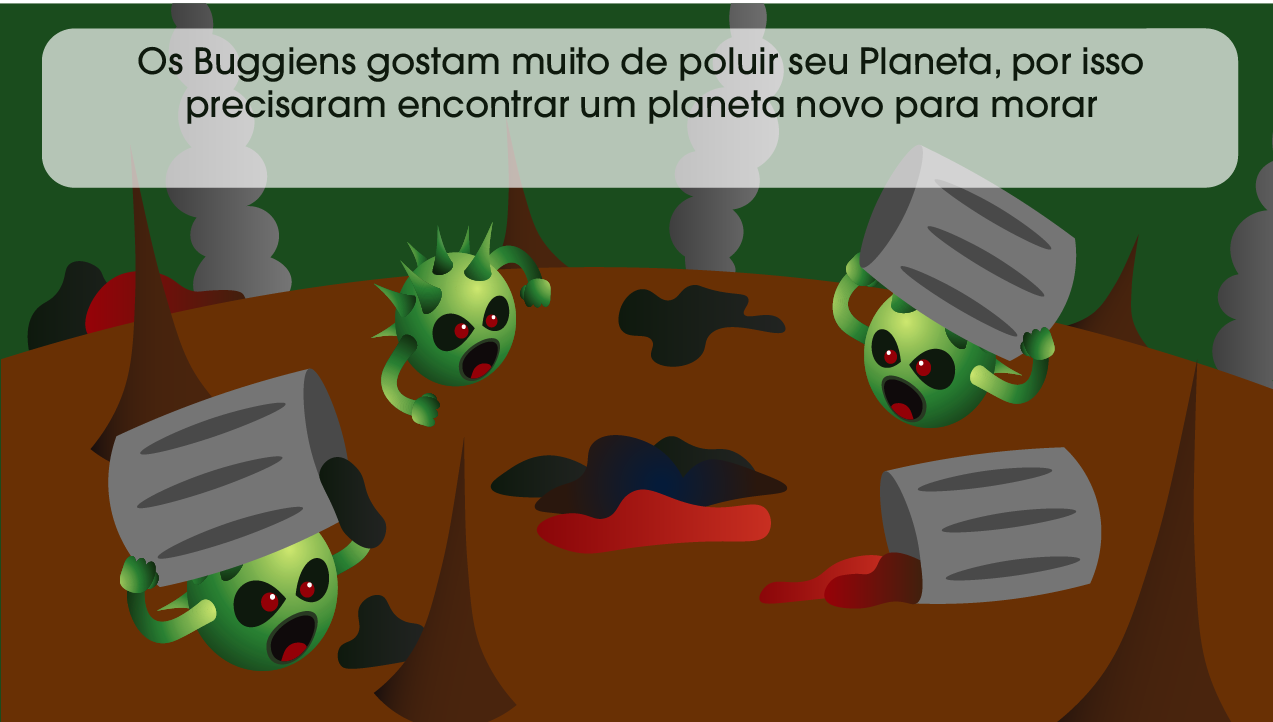 Os Buggiens gostam muito de poluir seu Planeta, por isso
precisaram encontrar um planeta novo para morar